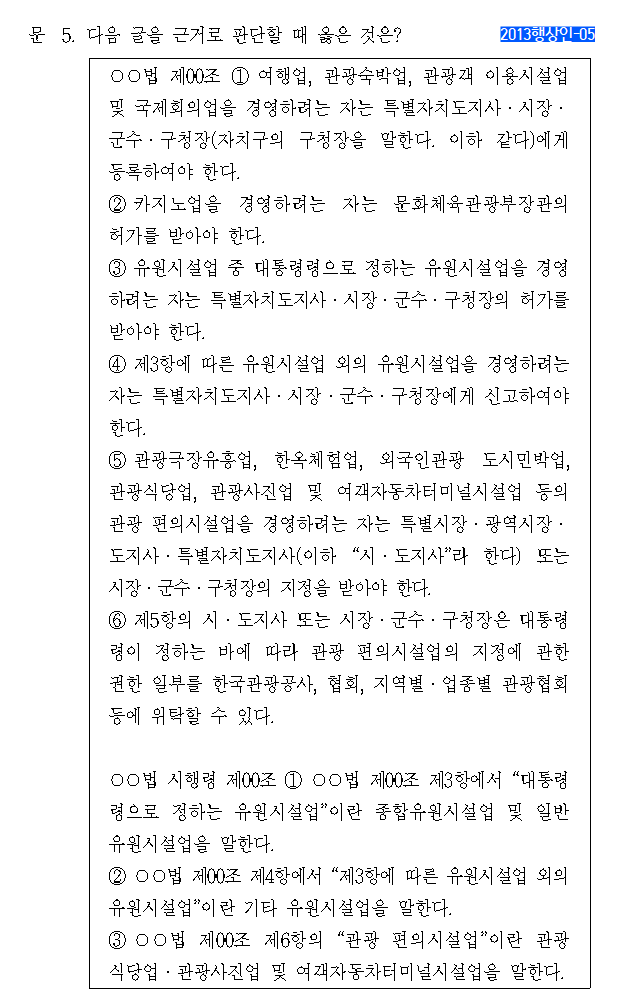 문 5. 다음 글을 근거로 판단할 때 옳은 것은?
2013행상인-05
○○법 제00조 ① 여행업, 관광숙박업, 관광객 이용시설업
및 국제회의업을 경영하려는 자는 특별자치도지사·시장·
군수·구청장(자치구의 구청장을 말한다. 이하 같다)에게
등록하여야 한다.
② 카지노업을 경영하려는 자는 문화체육관광부장관의
허가를 받아야 한다.
③ 유원시설업 중 대통령령으로 정하는 유원시설업을 경영
하려는 자는 특별자치도지사·시장·군수·구청장의 허가를
받아야 한다.
④ 제3항에 따른 유원시설업 외의 유원시설업을 경영하려는
자는 특별자치도지사·시장·군수·구청장에게 신고하여야
한다.
⑤ 관광극장유흥업, 한옥체험업, 외국인관광 도시민박업,
관광식당업, 관광사진업 및 여객자동차터미널시설업 등의
관광 편의시설업을 경영하려는 자는 특별시장·광역시장·
도지사·특별자치도지사(이하 “시·도지사”라 한다) 또는
시장·군수·구청장의 지정을 받아야 한다.
⑥ 제5항의 시·도지사 또는 시장·군수·구청장은 대통령
령이 정하는 바에 따라 관광 편의시설업의 지정에 관한
권한 일부를 한국관광공사, 협회, 지역별·업종별 관광협회
등에 위탁할 수 있다.
○○법 시행령 제00조 ① ○○법 제00조 제3항에서 “대통령
령으로 정하는 유원시설업”이란 종합유원시설업 및 일반
유원시설업을 말한다.
② ○○법 제00조 제4항에서 “제3항에 따른 유원시설업 외의
유원시설업”이란 기타 유원시설업을 말한다.
③ ○○법 제00조 제6항의 “관광 편의시설업”이란 관광
식당업·관광사진업 및 여객자동차터미널시설업을 말한다.